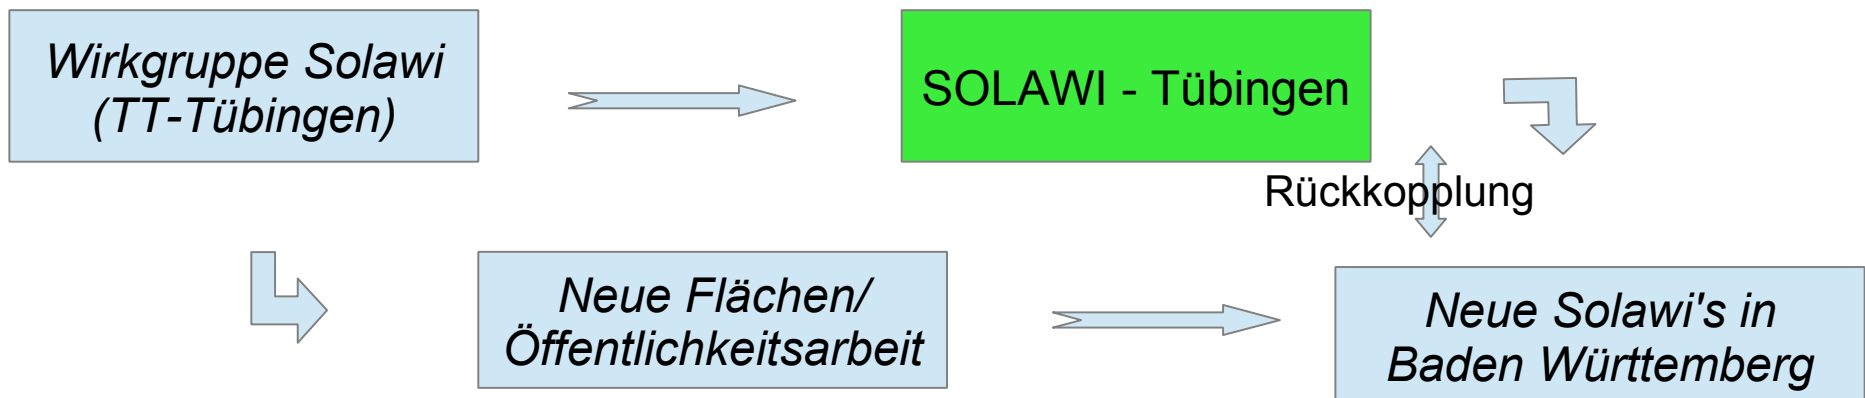 Wirkgruppe Solawi
(TT-Tübingen)
SOLAWI - Tübingen
Rückkopplung
Neue Flächen/
Öffentlichkeitsarbeit
Neue Solawi's in
Baden Württemberg